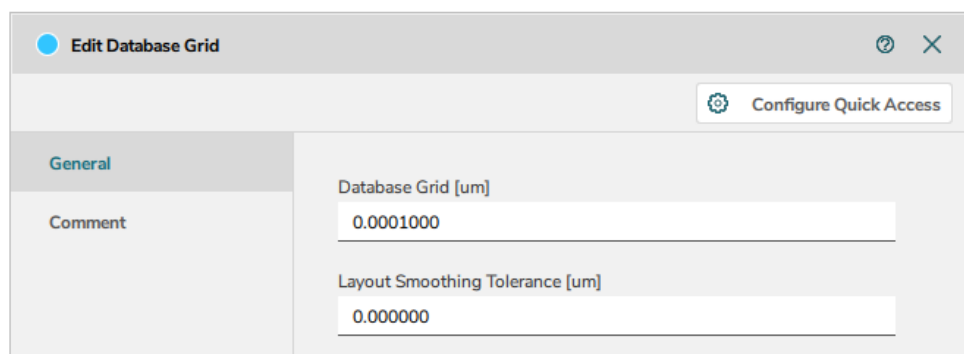 Edit Database Grid
Configure Quick Access
General
Database Grid [um]
0.0001000
Comment
Layout Smoothing Tolerance [um]
0.000000